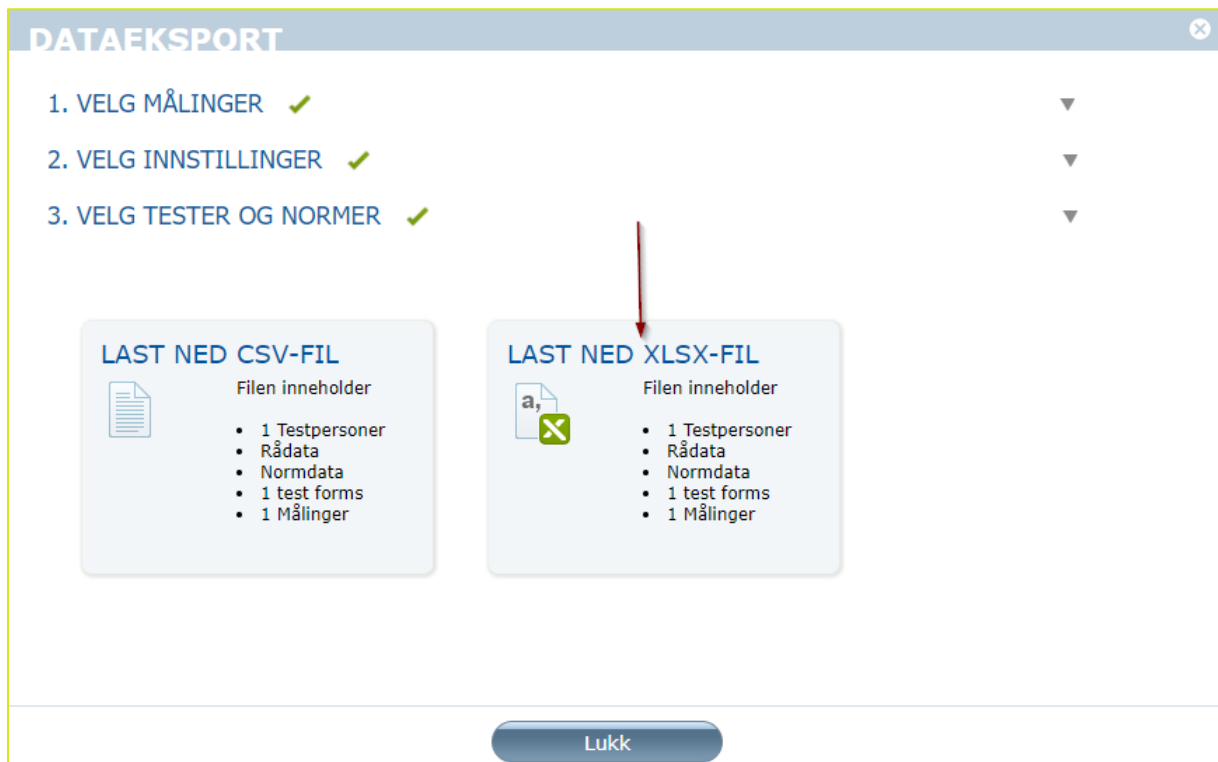 DATAEKSPORT
1. VELG MÅLINGER
2. VELG INNSTILLINGER
3. VELG TESTER OG NORMER
LAST NED CSV-FIL
Filen inneholder
• 1 Testpersoner
• Rådata
• Normdata
• 1 test forms
• 1 Målinger
LAST NED XLSX-FIL
a,
X
Filen inneholder
• 1 Testpersoner
• Rådata
• Normdata
• 1 test forms
• 1 Målinger
Lukk